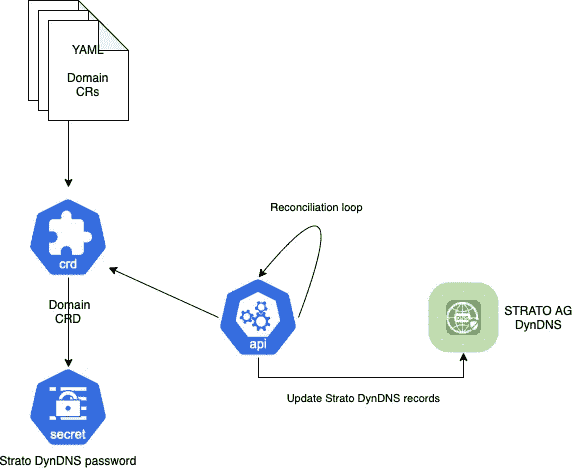 YAML
Domain
CRs
Reconciliation loop
crd
Domain
CRD
api
DNS
STRATO AG
DynDNS
Update Strato DynDNS records
secret
Strato DynDNS password